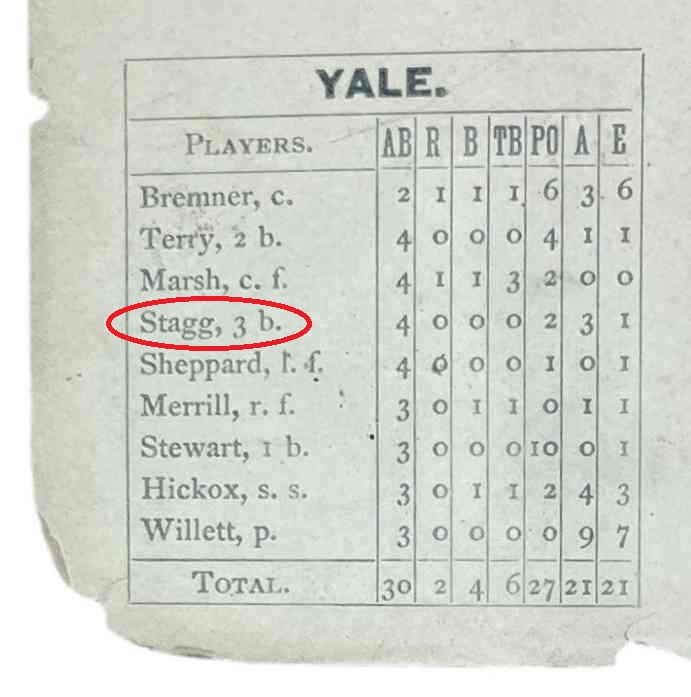 YALE.
PLAYERS. AB R B TB PO A E
Bremner, c. 2 1 1 1 6 3 6
Terry, 2 b. 4 0 0 0 4 1 1
Marsh, c. f. 4 1 1 3 2 0 0
Stagg, 3 b. 4 0 0 0 2 3 1
Sheppard, l. f. 4 0 0 0 1 0 1
Merrill, r. f. 3 0 1 1 0 1 1
Stewart, 1 b. 3 0 0 0 10 0 1
Hickox, s. s. 3 0 1 1 2 4 3
Willett, p. 3 0 0 0 0 9 7
TOTAL. 30 2 4 6 27 21 21